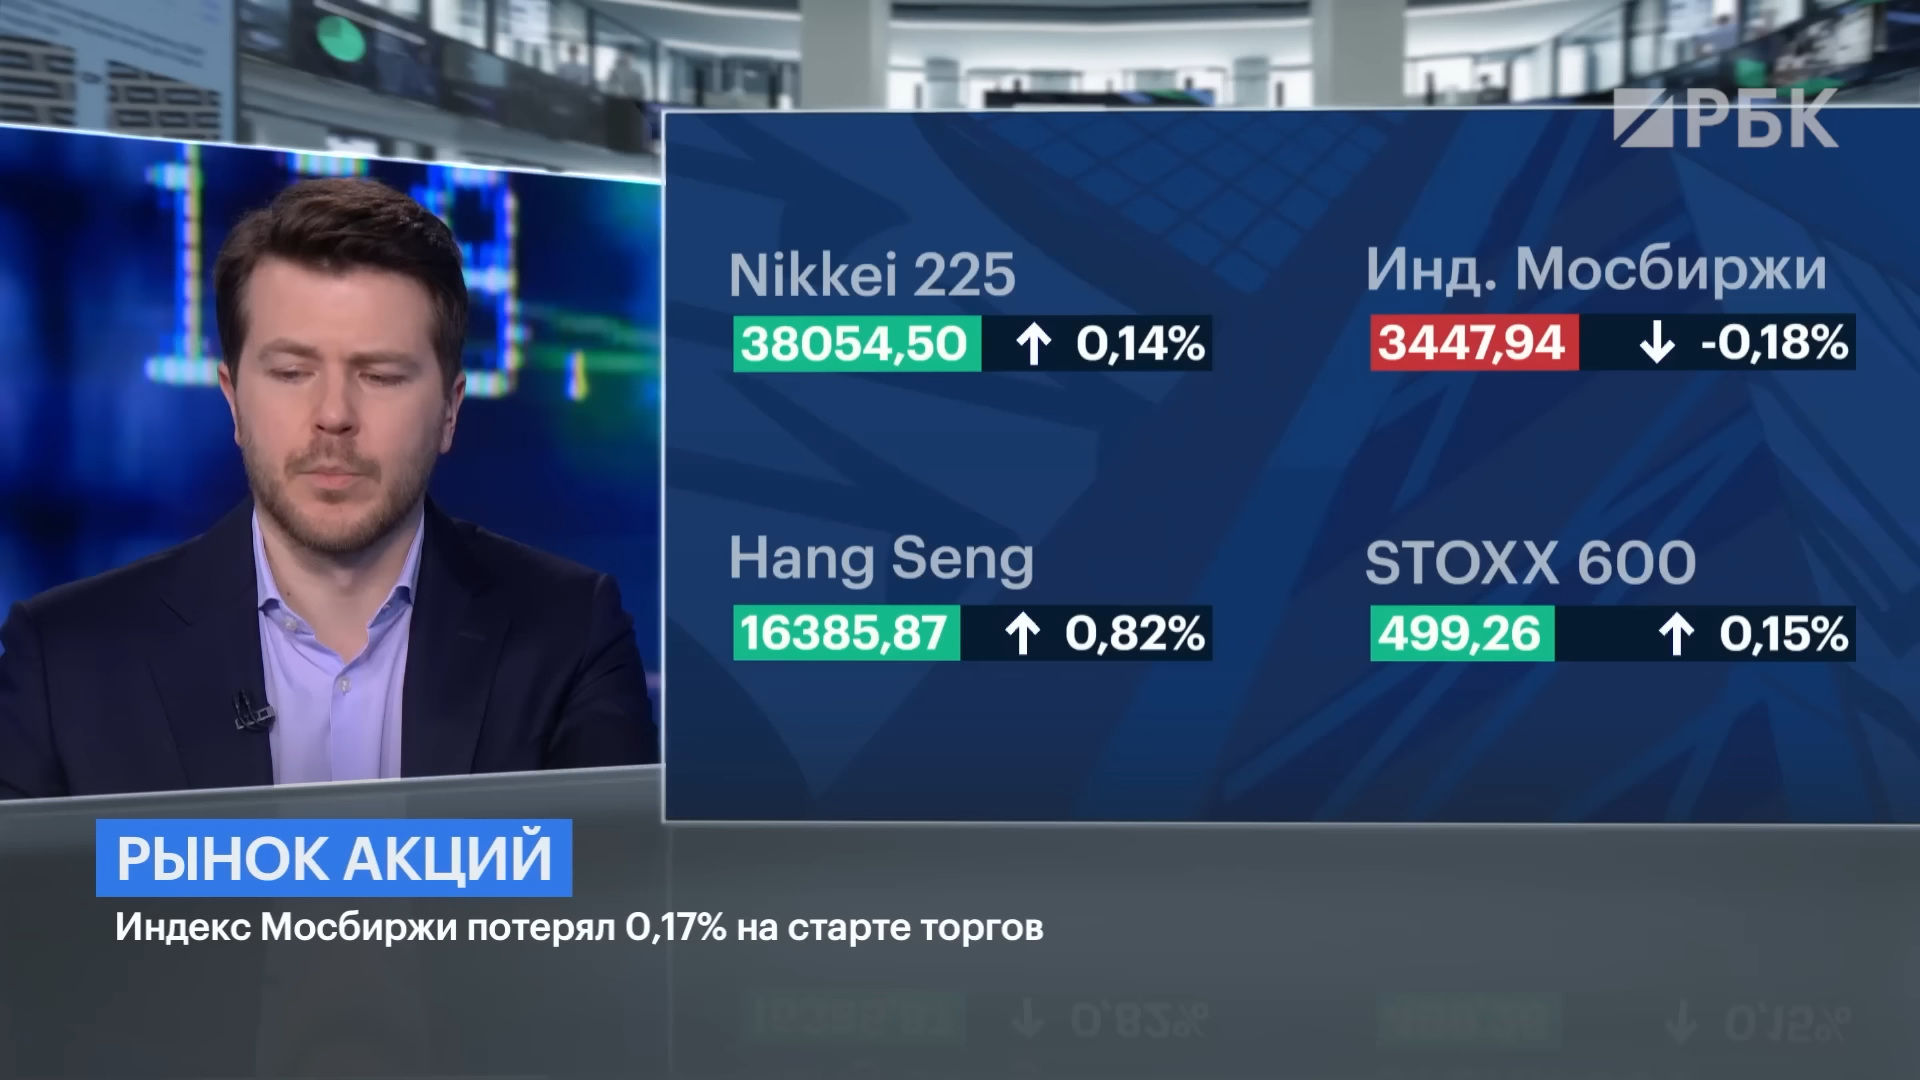 РБК
Nikkei 225
38054,50 ↑ 0,14%
Инд. Мосбиржи
3447,94 ↓ -0,18%
Hang Seng
16385,87 ↑ 0,82%
STOXX 600
499,26 ↑ 0,15%
РЫНОК АКЦИЙ
Индекс Мосбиржи потерял 0,17% на старте торгов